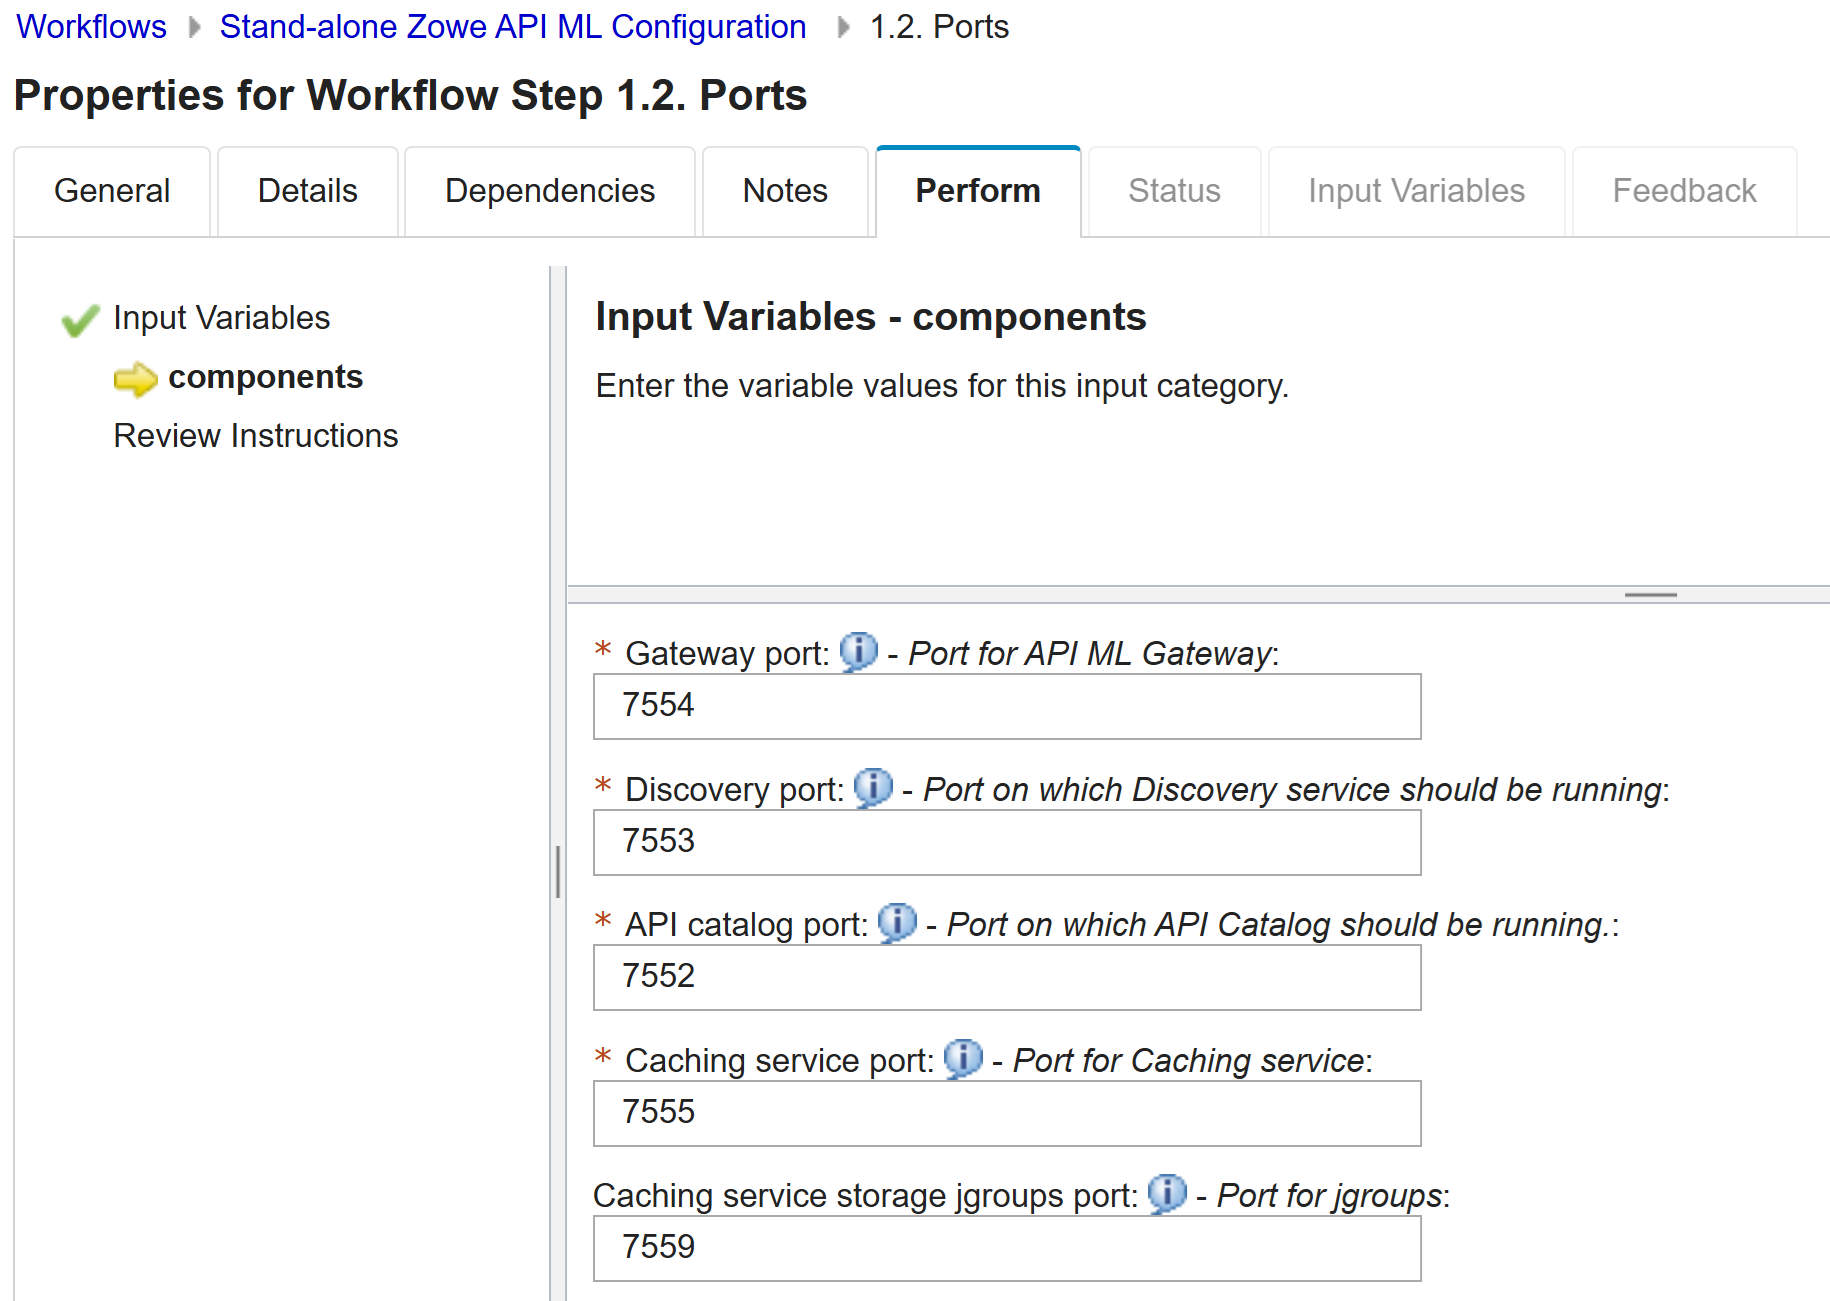 Workflows Stand-alone Zowe API ML Configuration 1.2. Ports
Properties for Workflow Step 1.2. Ports
General Details Dependencies Notes Perform Status Input Variables Feedback
Input Variables
components
Review Instructions
Input Variables - components
Enter the variable values for this input category.
* Gateway port: - Port for API ML Gateway:
7554
* Discovery port: - Port on which Discovery service should be running:
7553
* API catalog port: - Port on which API Catalog should be running.:
7552
* Caching service port: - Port for Caching service:
7555
Caching service storage jgroups port: - Port for jgroups:
7559